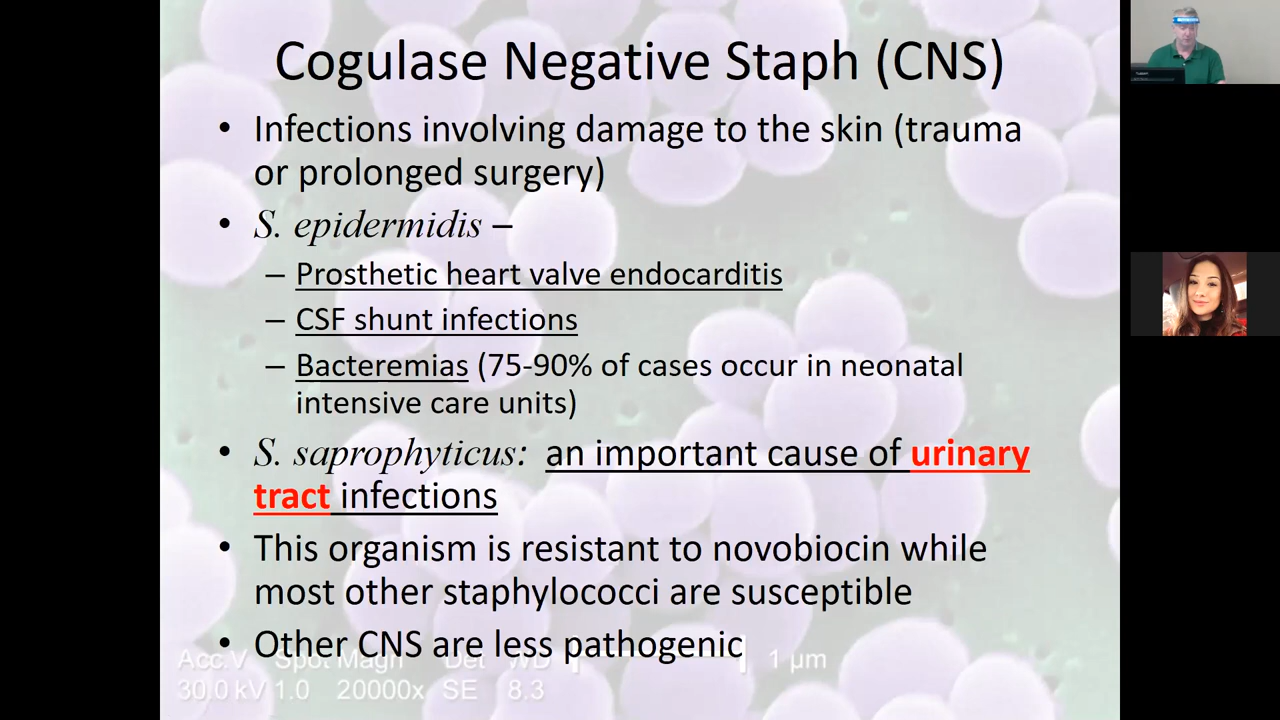 Cogulase Negative Staph (CNS)
• Infections involving damage to the skin (trauma
or prolonged surgery)
• S. epidermidis –
– Prosthetic heart valve endocarditis
– CSF shunt infections
– Bacteremias (75-90% of cases occur in neonatal
intensive care units)
• S. saprophyticus: an important cause of urinary
tract infections
• This organism is resistant to novobiocin while
most other staphylococci are susceptible
• Other CNS are less pathogenic
Acc.V Spot Magn Det WD 1 µm
30.0 kV 1.0 20000x SE 8.3